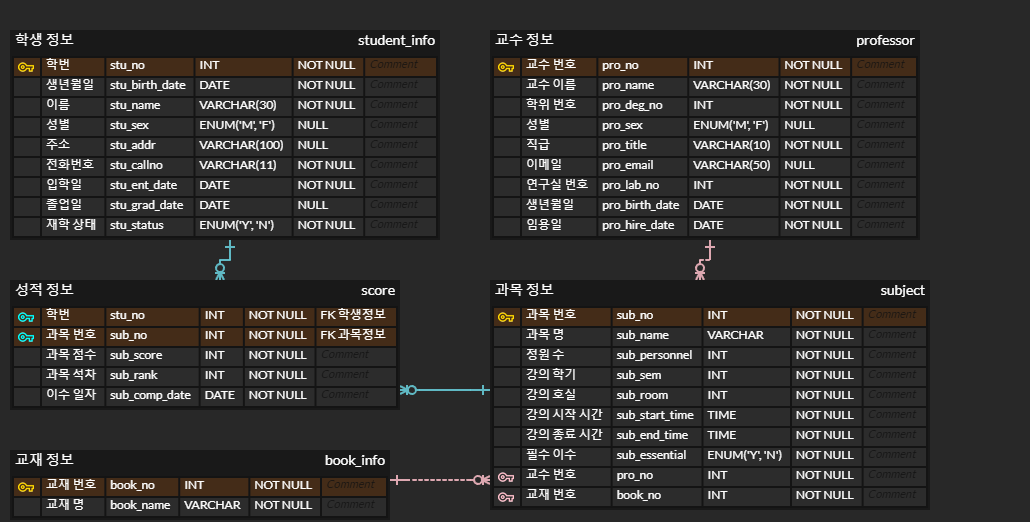 학생 정보 student_info
학번 stu_no INT NOT NULL Comment
생년월일 stu_birth_date DATE NOT NULL Comment
이름 stu_name VARCHAR(30) NOT NULL Comment
성별 stu_sex ENUM('M', 'F') NULL Comment
주소 stu_addr VARCHAR(100) NULL Comment
전화번호 stu_callno VARCHAR(11) NOT NULL Comment
입학일 stu_ent_date DATE NOT NULL Comment
졸업일 stu_grad_date DATE NULL Comment
재학 상태 stu_status ENUM('Y', 'N') NOT NULL Comment
교수 정보 professor
교수 번호 pro_no INT NOT NULL Comment
교수 이름 pro_name VARCHAR(30) NOT NULL Comment
학위 번호 pro_deg_no INT NOT NULL Comment
성별 pro_sex ENUM('M', 'F') NULL Comment
직급 pro_title VARCHAR(10) NOT NULL Comment
이메일 pro_email VARCHAR(50) NULL Comment
연구실 번호 pro_lab_no INT NOT NULL Comment
생년월일 pro_birth_date DATE NOT NULL Comment
임용일 pro_hire_date DATE NOT NULL Comment
성적 정보 score
학번 stu_no INT NOT NULL FK 학생정보
과목 번호 sub_no INT NOT NULL FK 과목정보
과목 점수 sub_score INT NOT NULL Comment
과목 석차 sub_rank INT NOT NULL Comment
이수 일자 sub_comp_date DATE NOT NULL Comment
과목 정보 subject
과목 번호 sub_no INT NOT NULL Comment
과목 명 sub_name VARCHAR NOT NULL Comment
정원 수 sub_personnel INT NOT NULL Comment
강의 학기 sub_sem INT NOT NULL Comment
강의 호실 sub_room INT NOT NULL Comment
강의 시작 시간 sub_start_time TIME NOT NULL Comment
강의 종료 시간 sub_end_time TIME NOT NULL Comment
필수 이수 sub_essential ENUM('Y', 'N') NOT NULL Comment
교수 번호 pro_no INT NOT NULL Comment
교재 번호 book_no INT NOT NULL Comment
교재 정보 book_info
교재 번호 book_no INT NOT NULL Comment
교재 명 book_name VARCHAR NOT NULL Comment